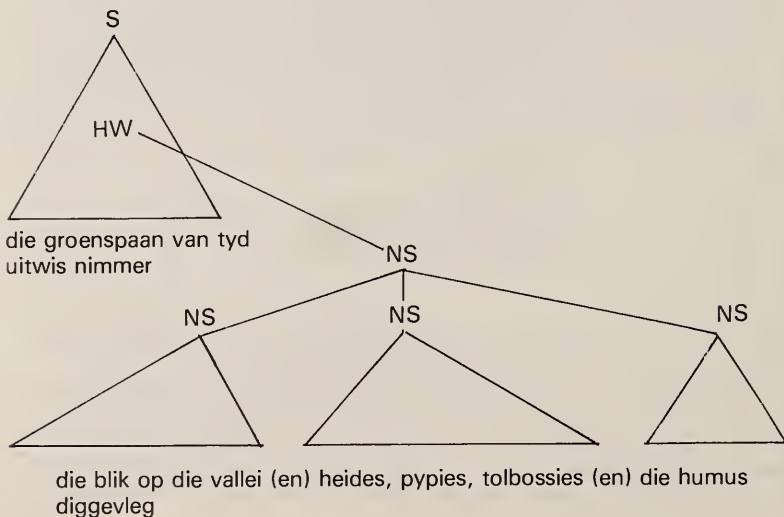 S
HW
die groenspaan van tyd
uitwis nimmer
NS
NS
NS
NS
die blik op die vallei (en) heides, pypies, tolbossies (en) die humus
diggevleg